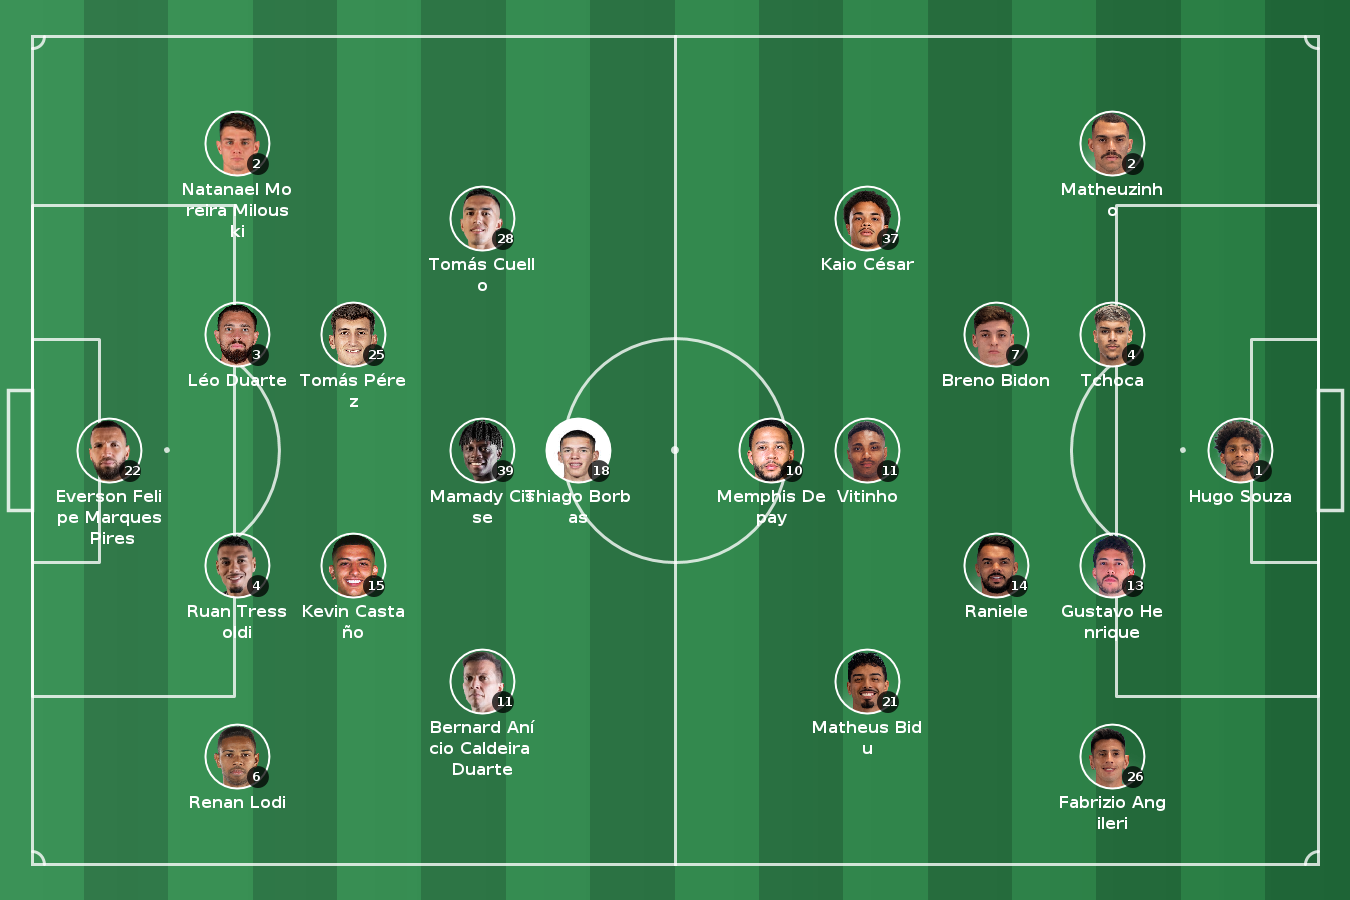 2
Natanael Mo
reira Milous
ki
2
Matheuzinh
o
28
Tomás Cuell
o
37
Kaio César
3
Léo Duarte
25
Tomás Pére
z
7
Breno Bidon
4
Tchoca
22
Everson Feli
pe Marques
Pires
39
Mamady Cis
se
18
Thiago Borb
as
10
Memphis De
pay
11
Vitinho
1
Hugo Souza
4
Ruan Tress
oldi
15
Kevin Casta
ño
14
Raniele
13
Gustavo He
nrique
11
Bernard Aní
cio Caldeira
Duarte
21
Matheus Bid
u
6
Renan Lodi
26
Fabrizio Ang
ileri